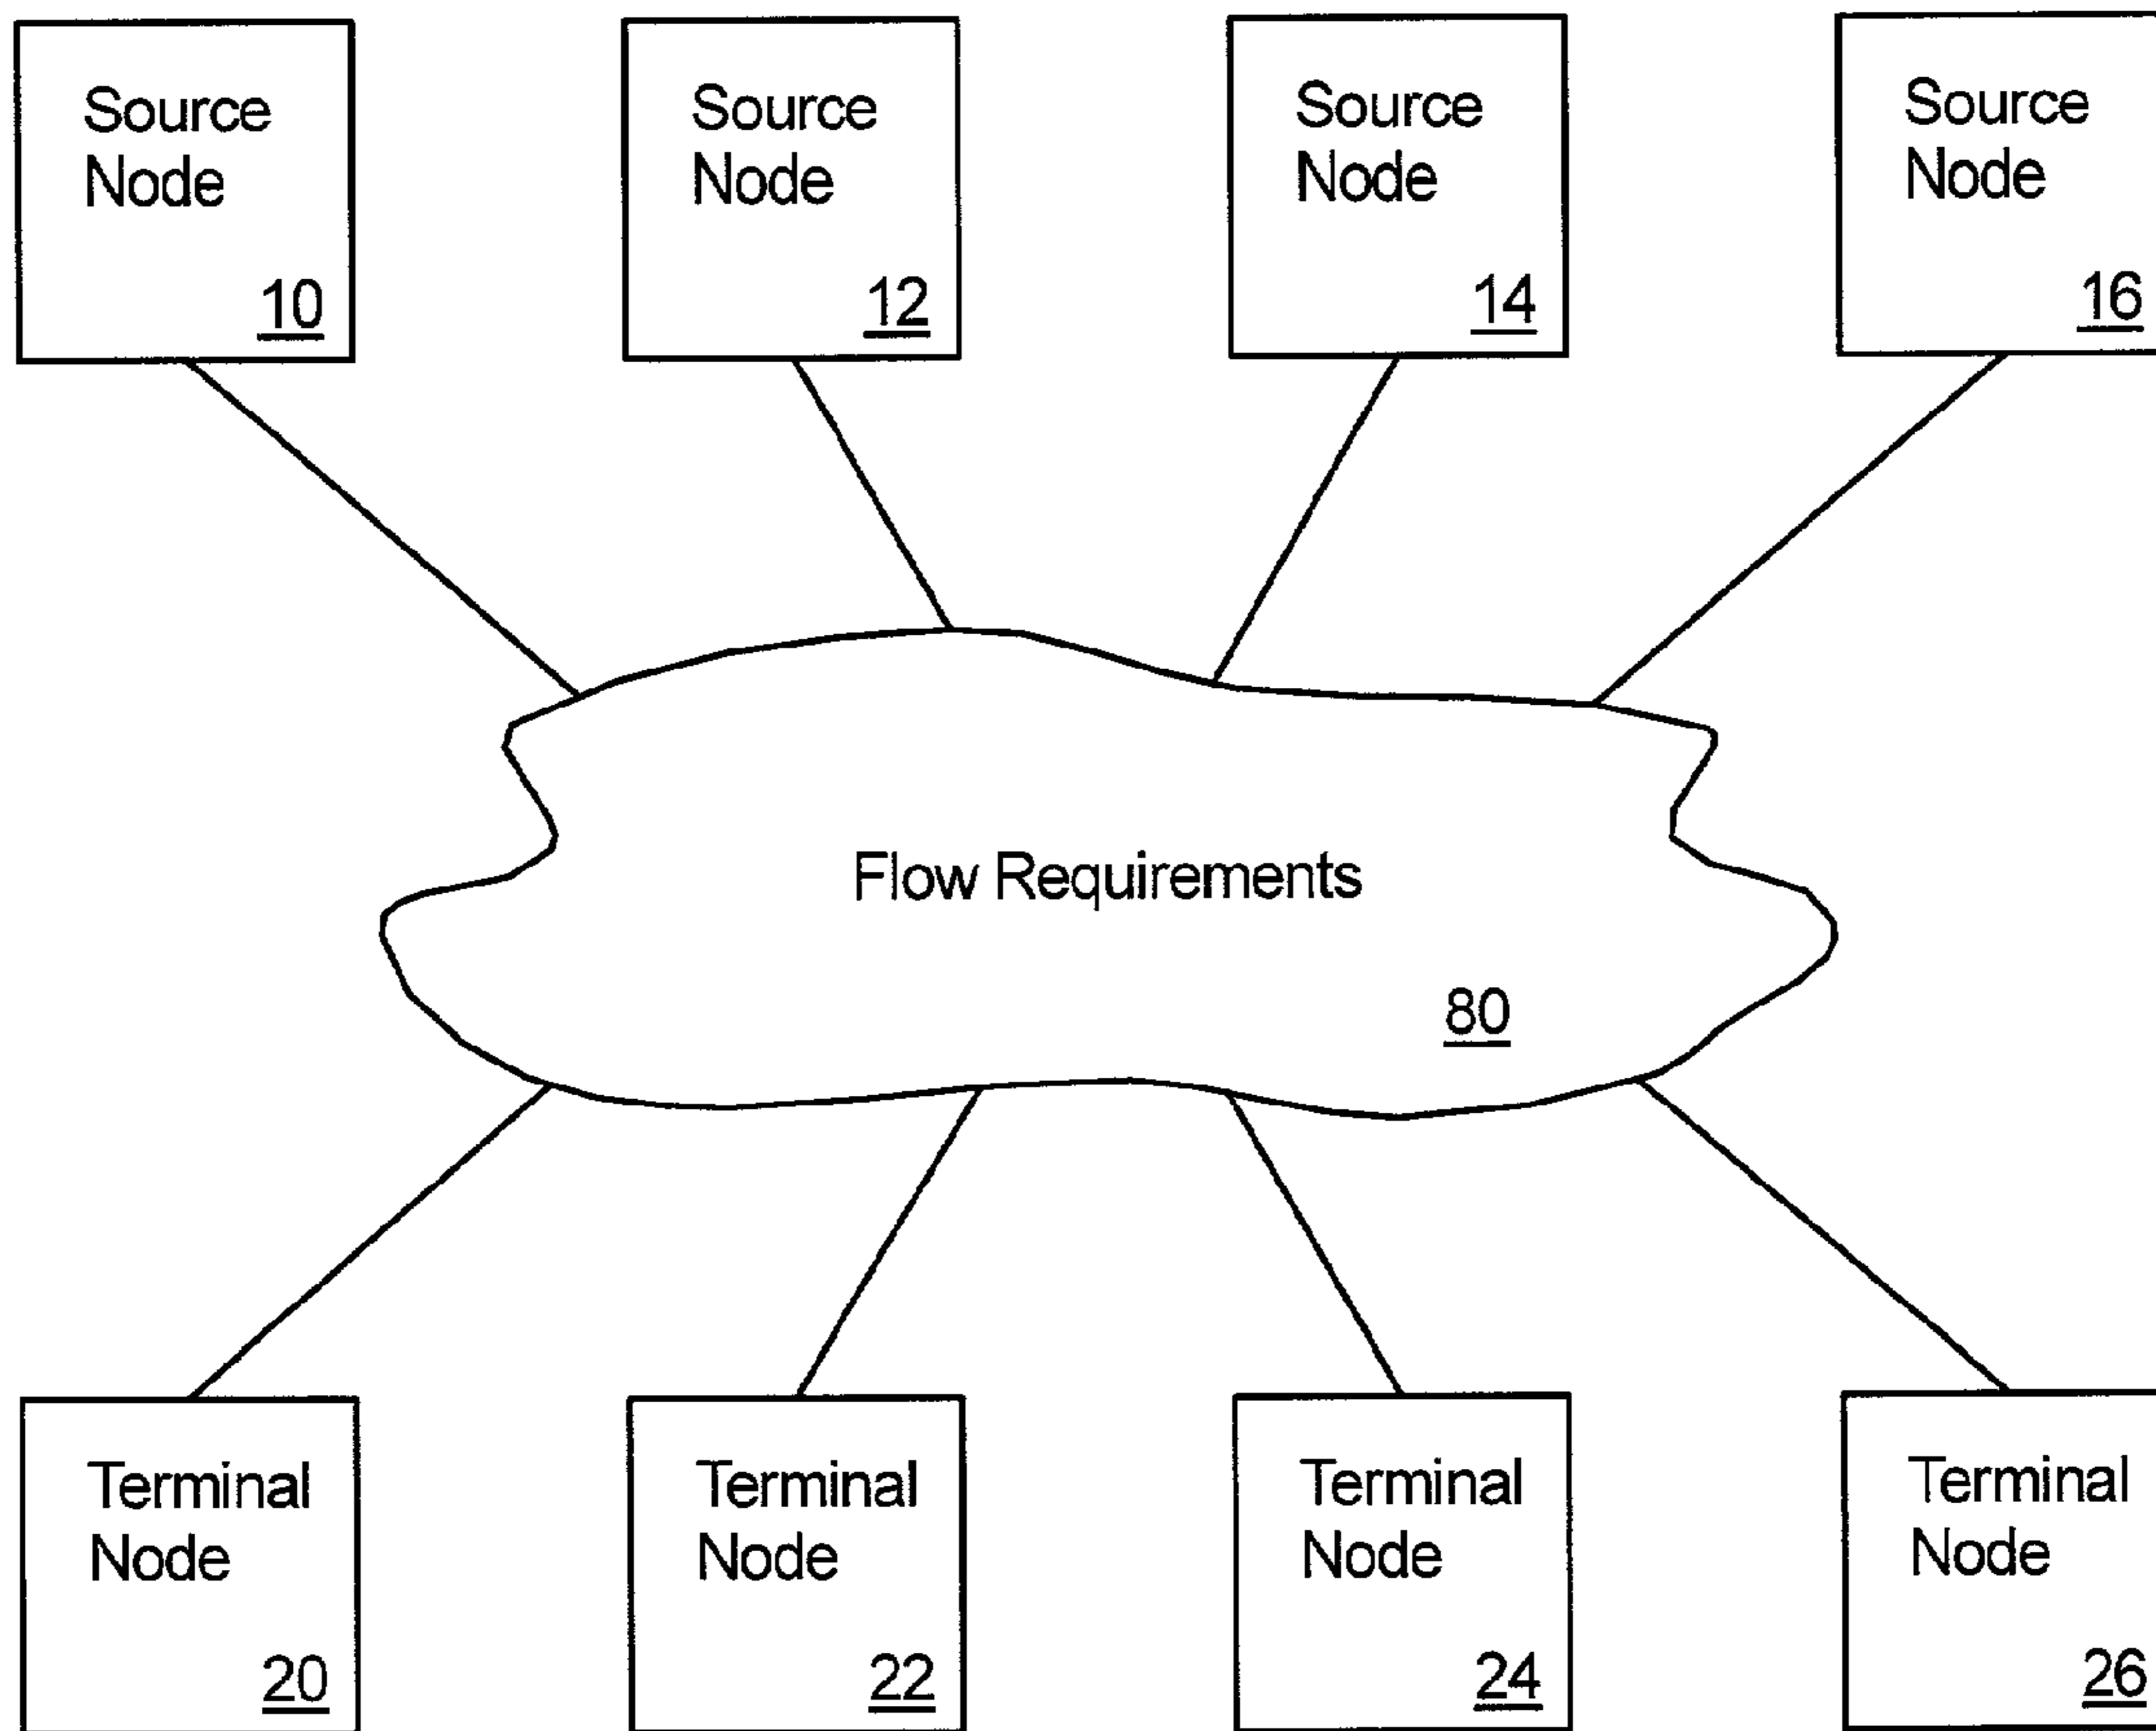 Source
Node
10
Source
Node
12
Source
Node
14
Source
Node
16
Flow Requirements
80
Terminal
Node
20
Terminal
Node
22
Terminal
Node
24
Terminal
Node
26